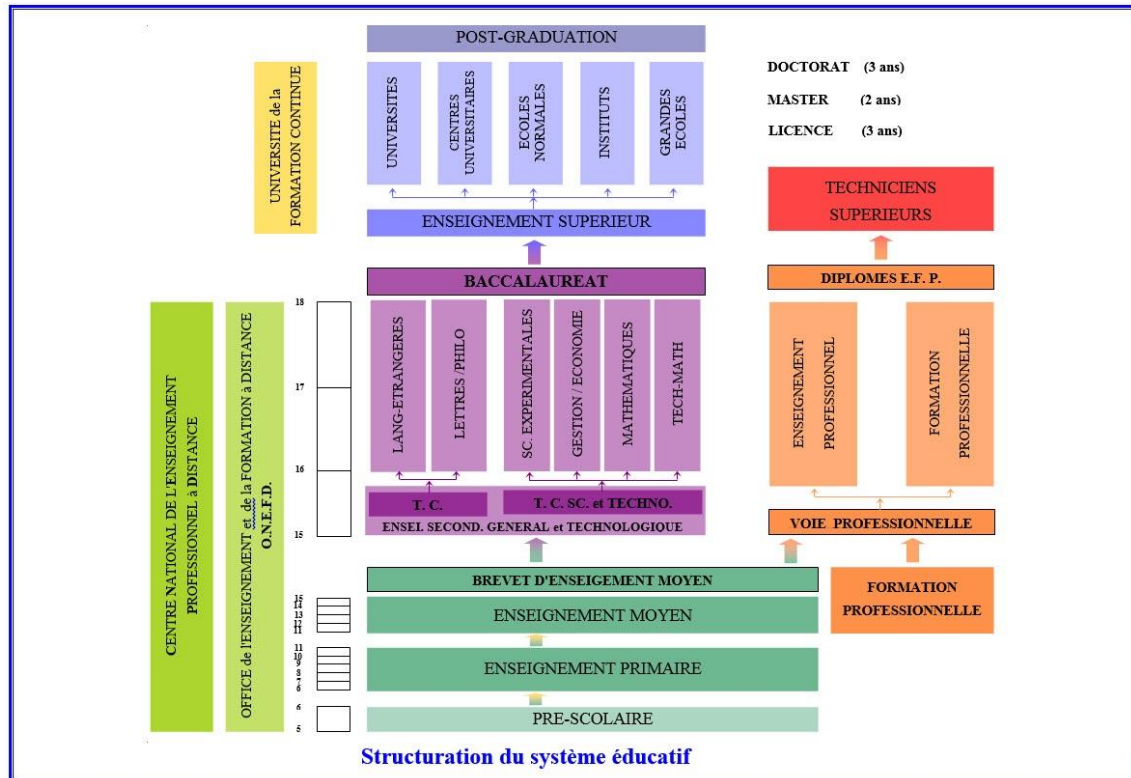 POST-GRADUATION
UNIVERSITE de la
FORMATION CONTINUE
UNIVERSITES
CENTRES
UNIVERSITAIRES
ECOLES
NORMALES
INSTITUTS
GRANDES
ECOLES
DOCTORAT (3 ans)
MASTER (2 ans)
LICENCE (3 ans)
ENSEIGNEMENT SUPERIEUR
TECHNICIENS
SUPERIEURS
BACCALAUREAT
DIPLOMES E.F. P.
CENTRE NATIONAL DE L'ENSEIGNEMENT
PROFESSIONNEL à DISTANCE
OFFICE de l'ENSEIGNEMENT et de la FORMATION à DISTANCE
O.N.E.F.D.
18
17
16
15
LANG-ETRANGERES
LETTRES /PHILO
SC. EXPERIMENTALES
GESTION / ECONOMIE
MATHEMATIQUES
TECH-MATH
ENSEIGNEMENT
PROFESSIONNEL
FORMATION
PROFESSIONNELLE
T. C.
T. C. SC. et TECHNO.
ENSEI. SECOND. GENERAL et TECHNOLOGIQUE
VOIE PROFESSIONNELLE
BREVET D'ENSEIGEMENT MOYEN
FORMATION
PROFESSIONNELLE
15
14
13
12
11
ENSEIGNEMENT MOYEN
11
10
9
8
7
6
ENSEIGNEMENT PRIMAIRE
6
5
PRE-SCOLAIRE
Structuration du système éducatif